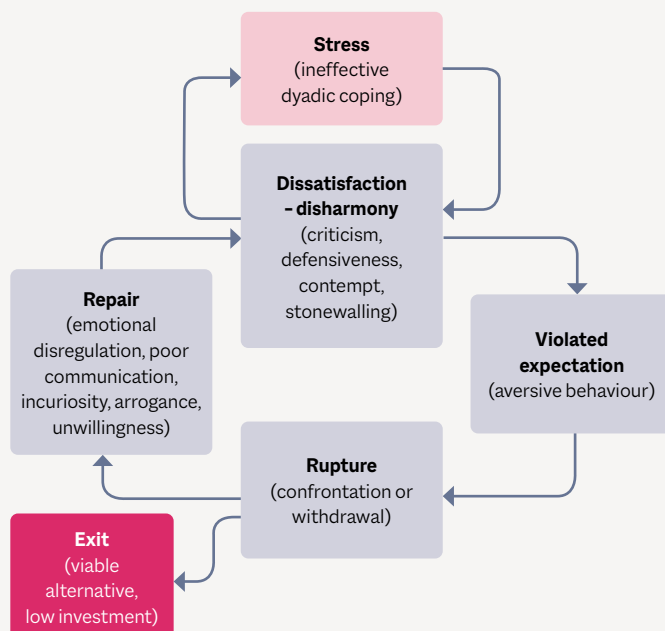 Stress
(ineffective
dyadic coping)
Dissatisfaction
– disharmony
(criticism,
defensiveness,
contempt,
stonewalling)
Repair
(emotional
disregulation, poor
communication,
incuriosity, arrogance,
unwillingness)
Violated
expectation
(aversive behaviour)
Rupture
(confrontation or
withdrawal)
Exit
(viable
alternative,
low investment)